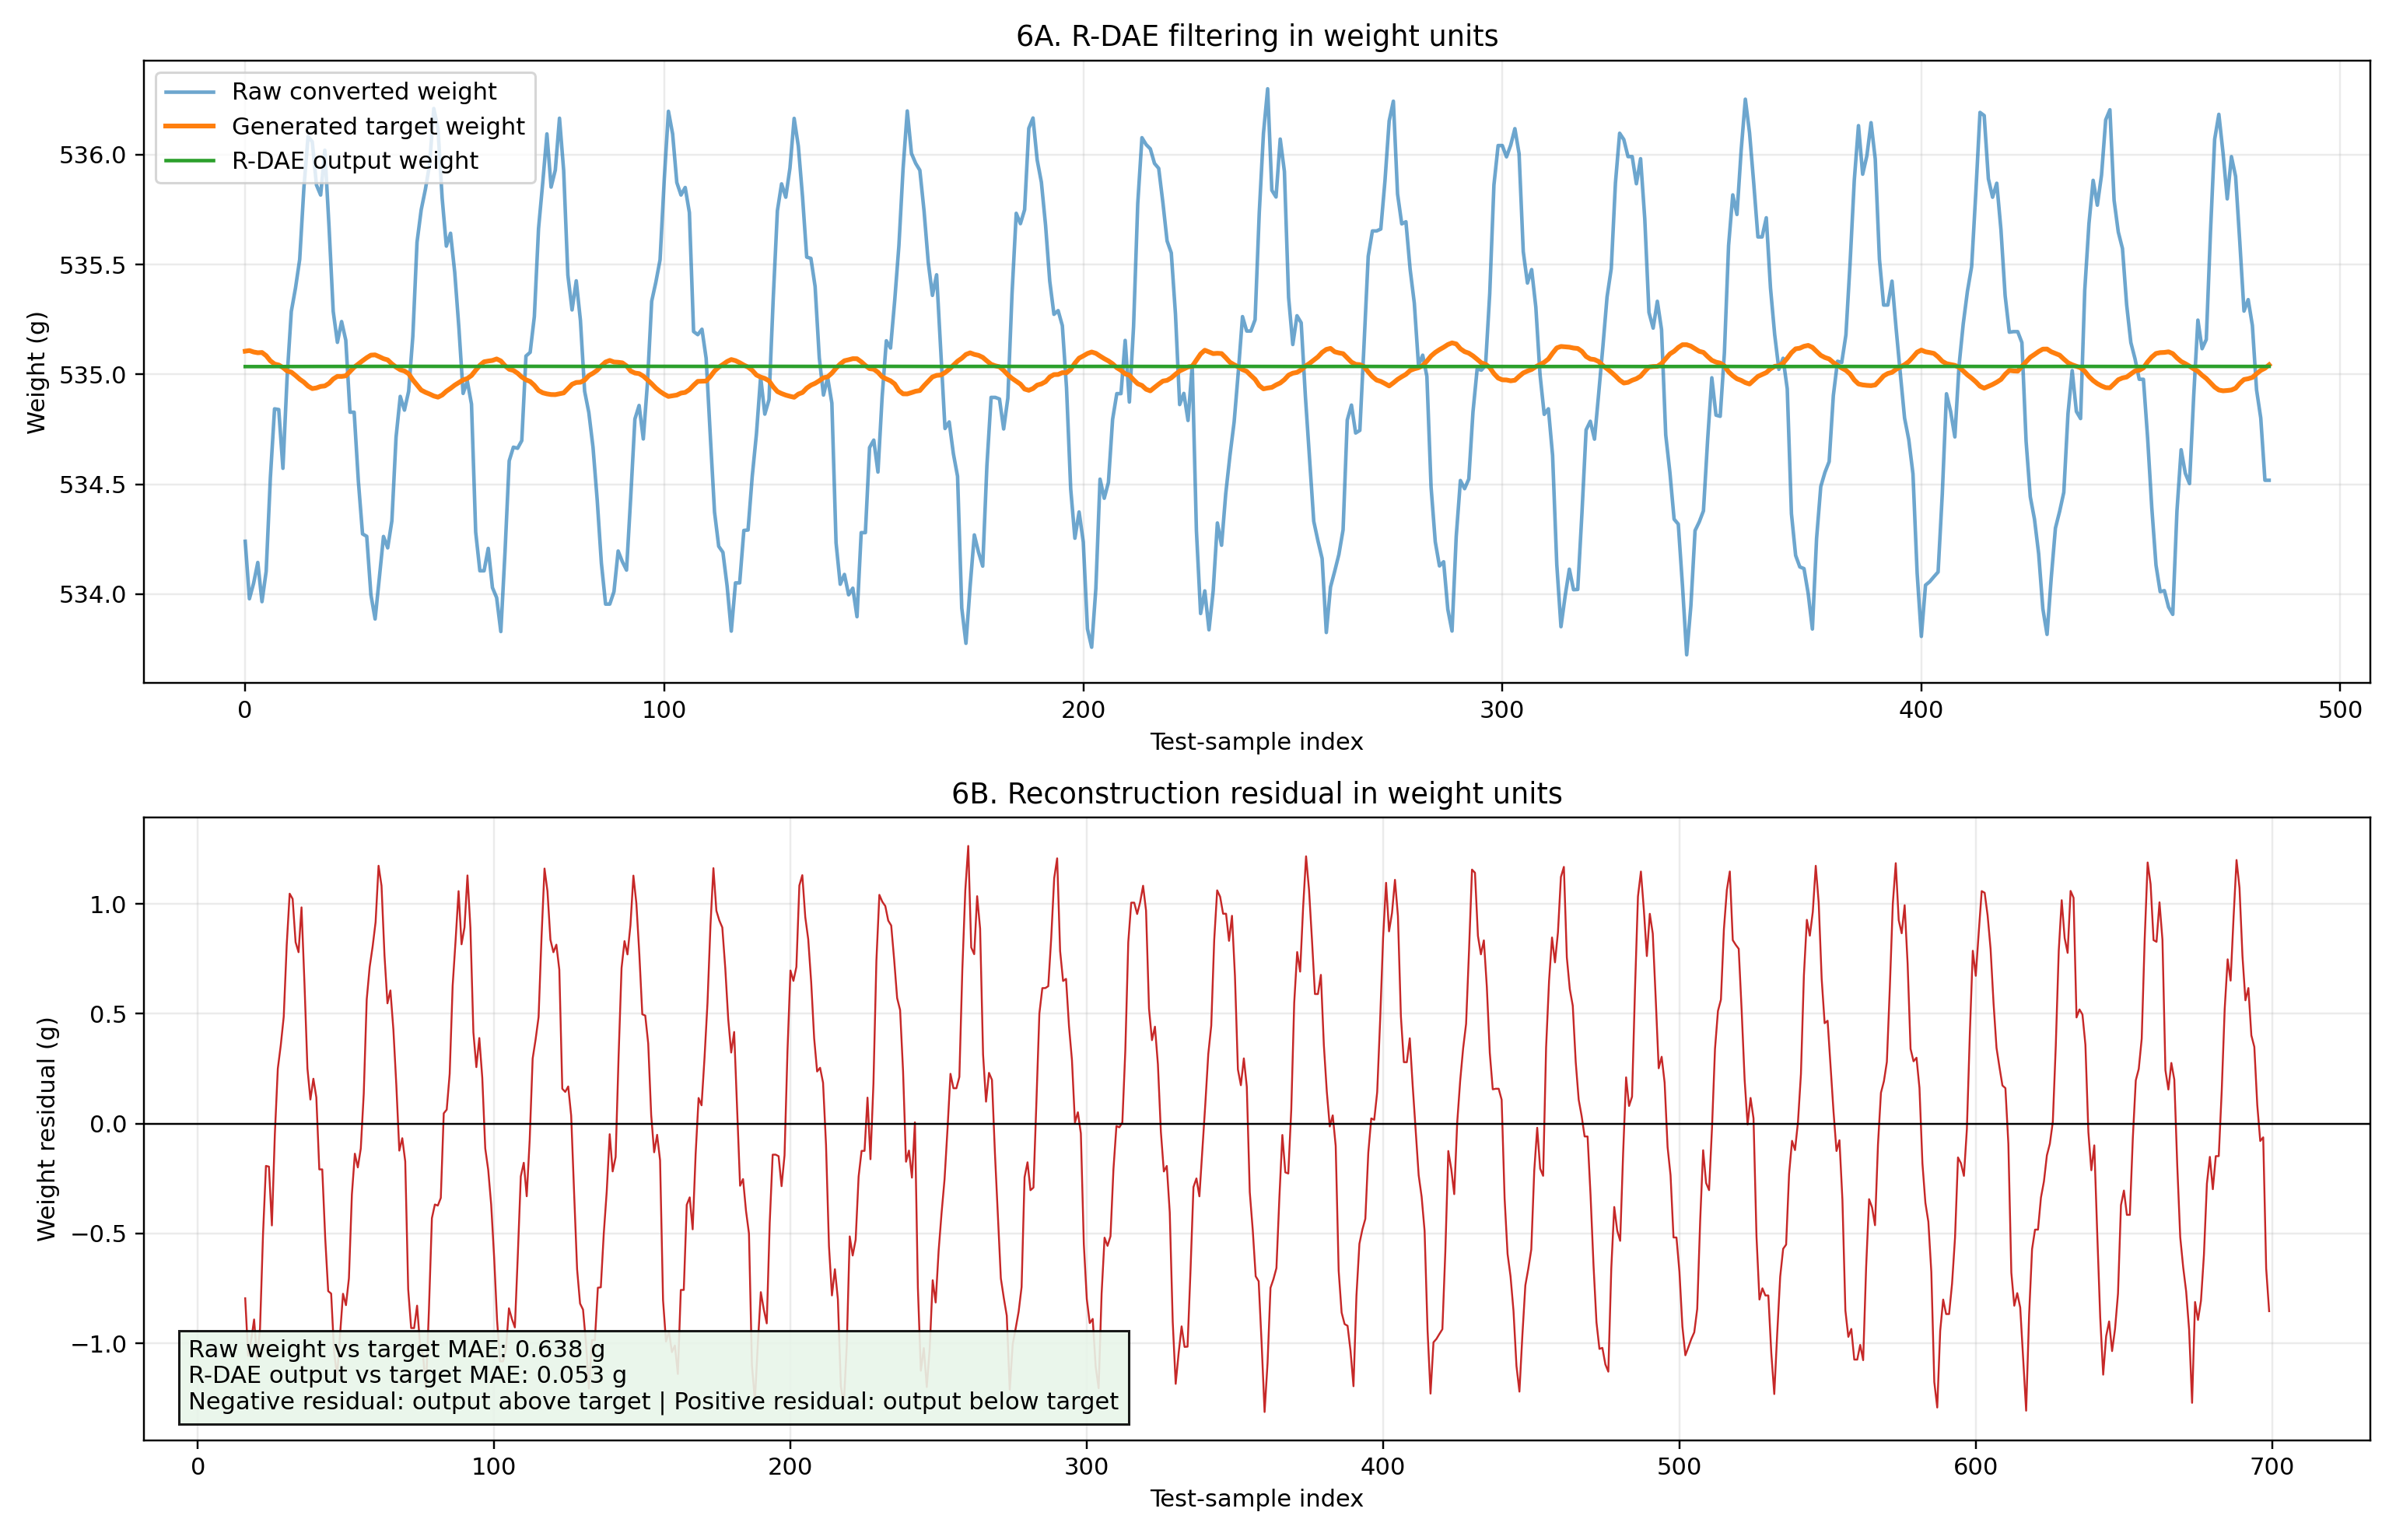 6A. R-DAE filtering in weight units
Raw converted weight
Generated target weight
R-DAE output weight
Weight (g)
536.0
535.5
535.0
534.5
534.0
0 100 200 300 400 500
Test-sample index
6B. Reconstruction residual in weight units
Weight residual (g)
1.0
0.5
0.0
−0.5
−1.0
Raw weight vs target MAE: 0.638 g
R-DAE output vs target MAE: 0.053 g
Negative residual: output above target | Positive residual: output below target
0 100 200 300 400 500 600 700
Test-sample index